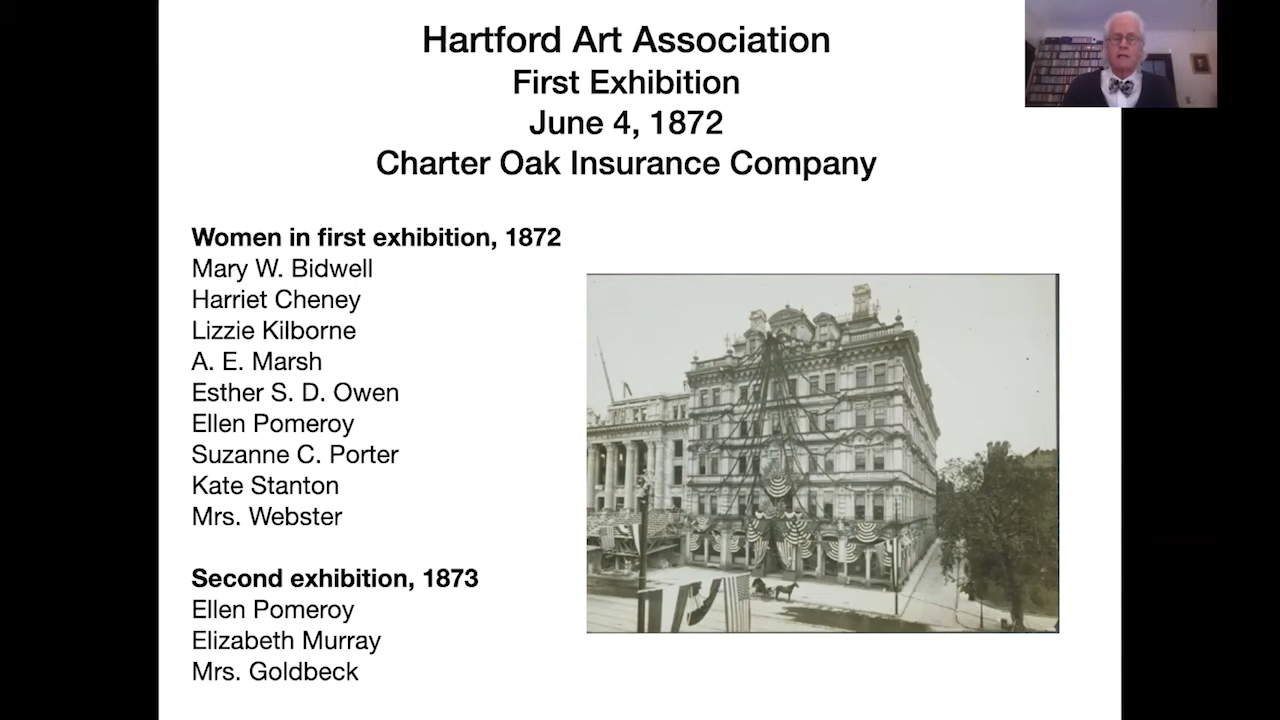 Hartford Art Association
First Exhibition
June 4, 1872
Charter Oak Insurance Company
Women in first exhibition, 1872
Mary W. Bidwell
Harriet Cheney
Lizzie Kilborne
A. E. Marsh
Esther S. D. Owen
Ellen Pomeroy
Suzanne C. Porter
Kate Stanton
Mrs. Webster
Second exhibition, 1873
Ellen Pomeroy
Elizabeth Murray
Mrs. Goldbeck